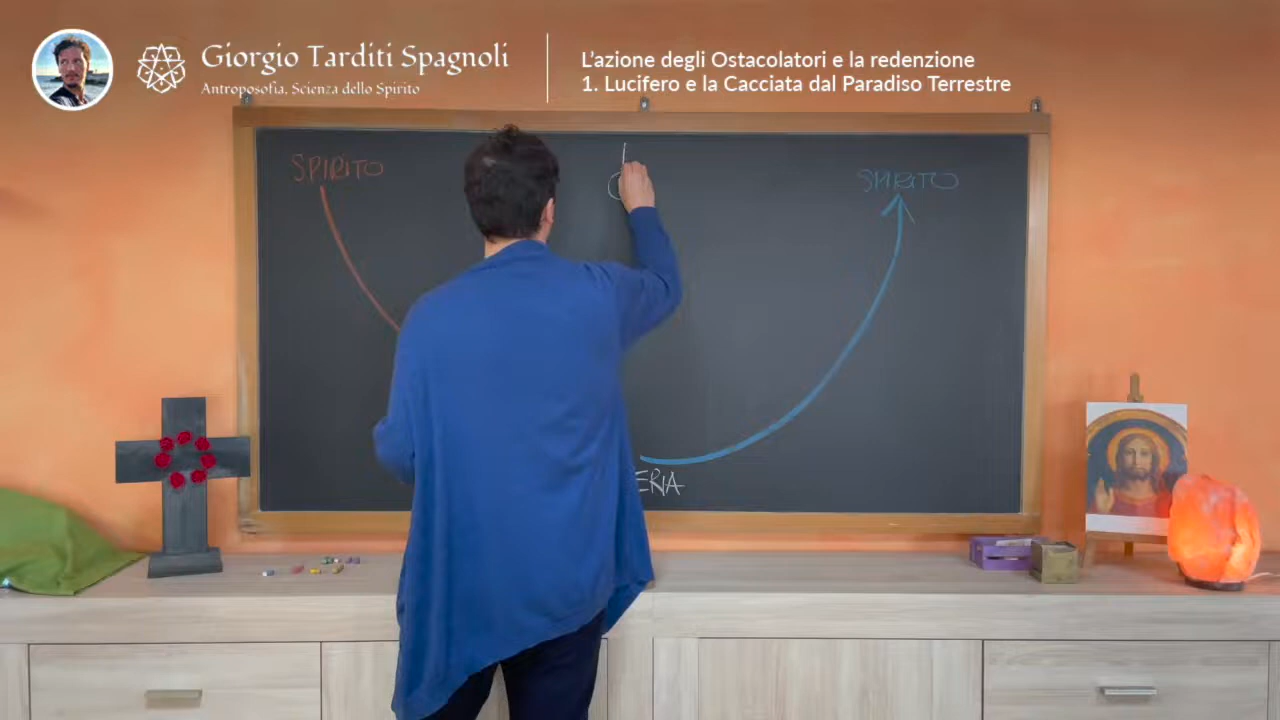 Giorgio Tarditi Spagnoli
Antroposofia, Scienza dello Spirito
L'azione degli Ostacolatori e la redenzione
1. Lucifero e la Cacciata dal Paradiso Terrestre
SPIRITO
SPIRITO
ERIA